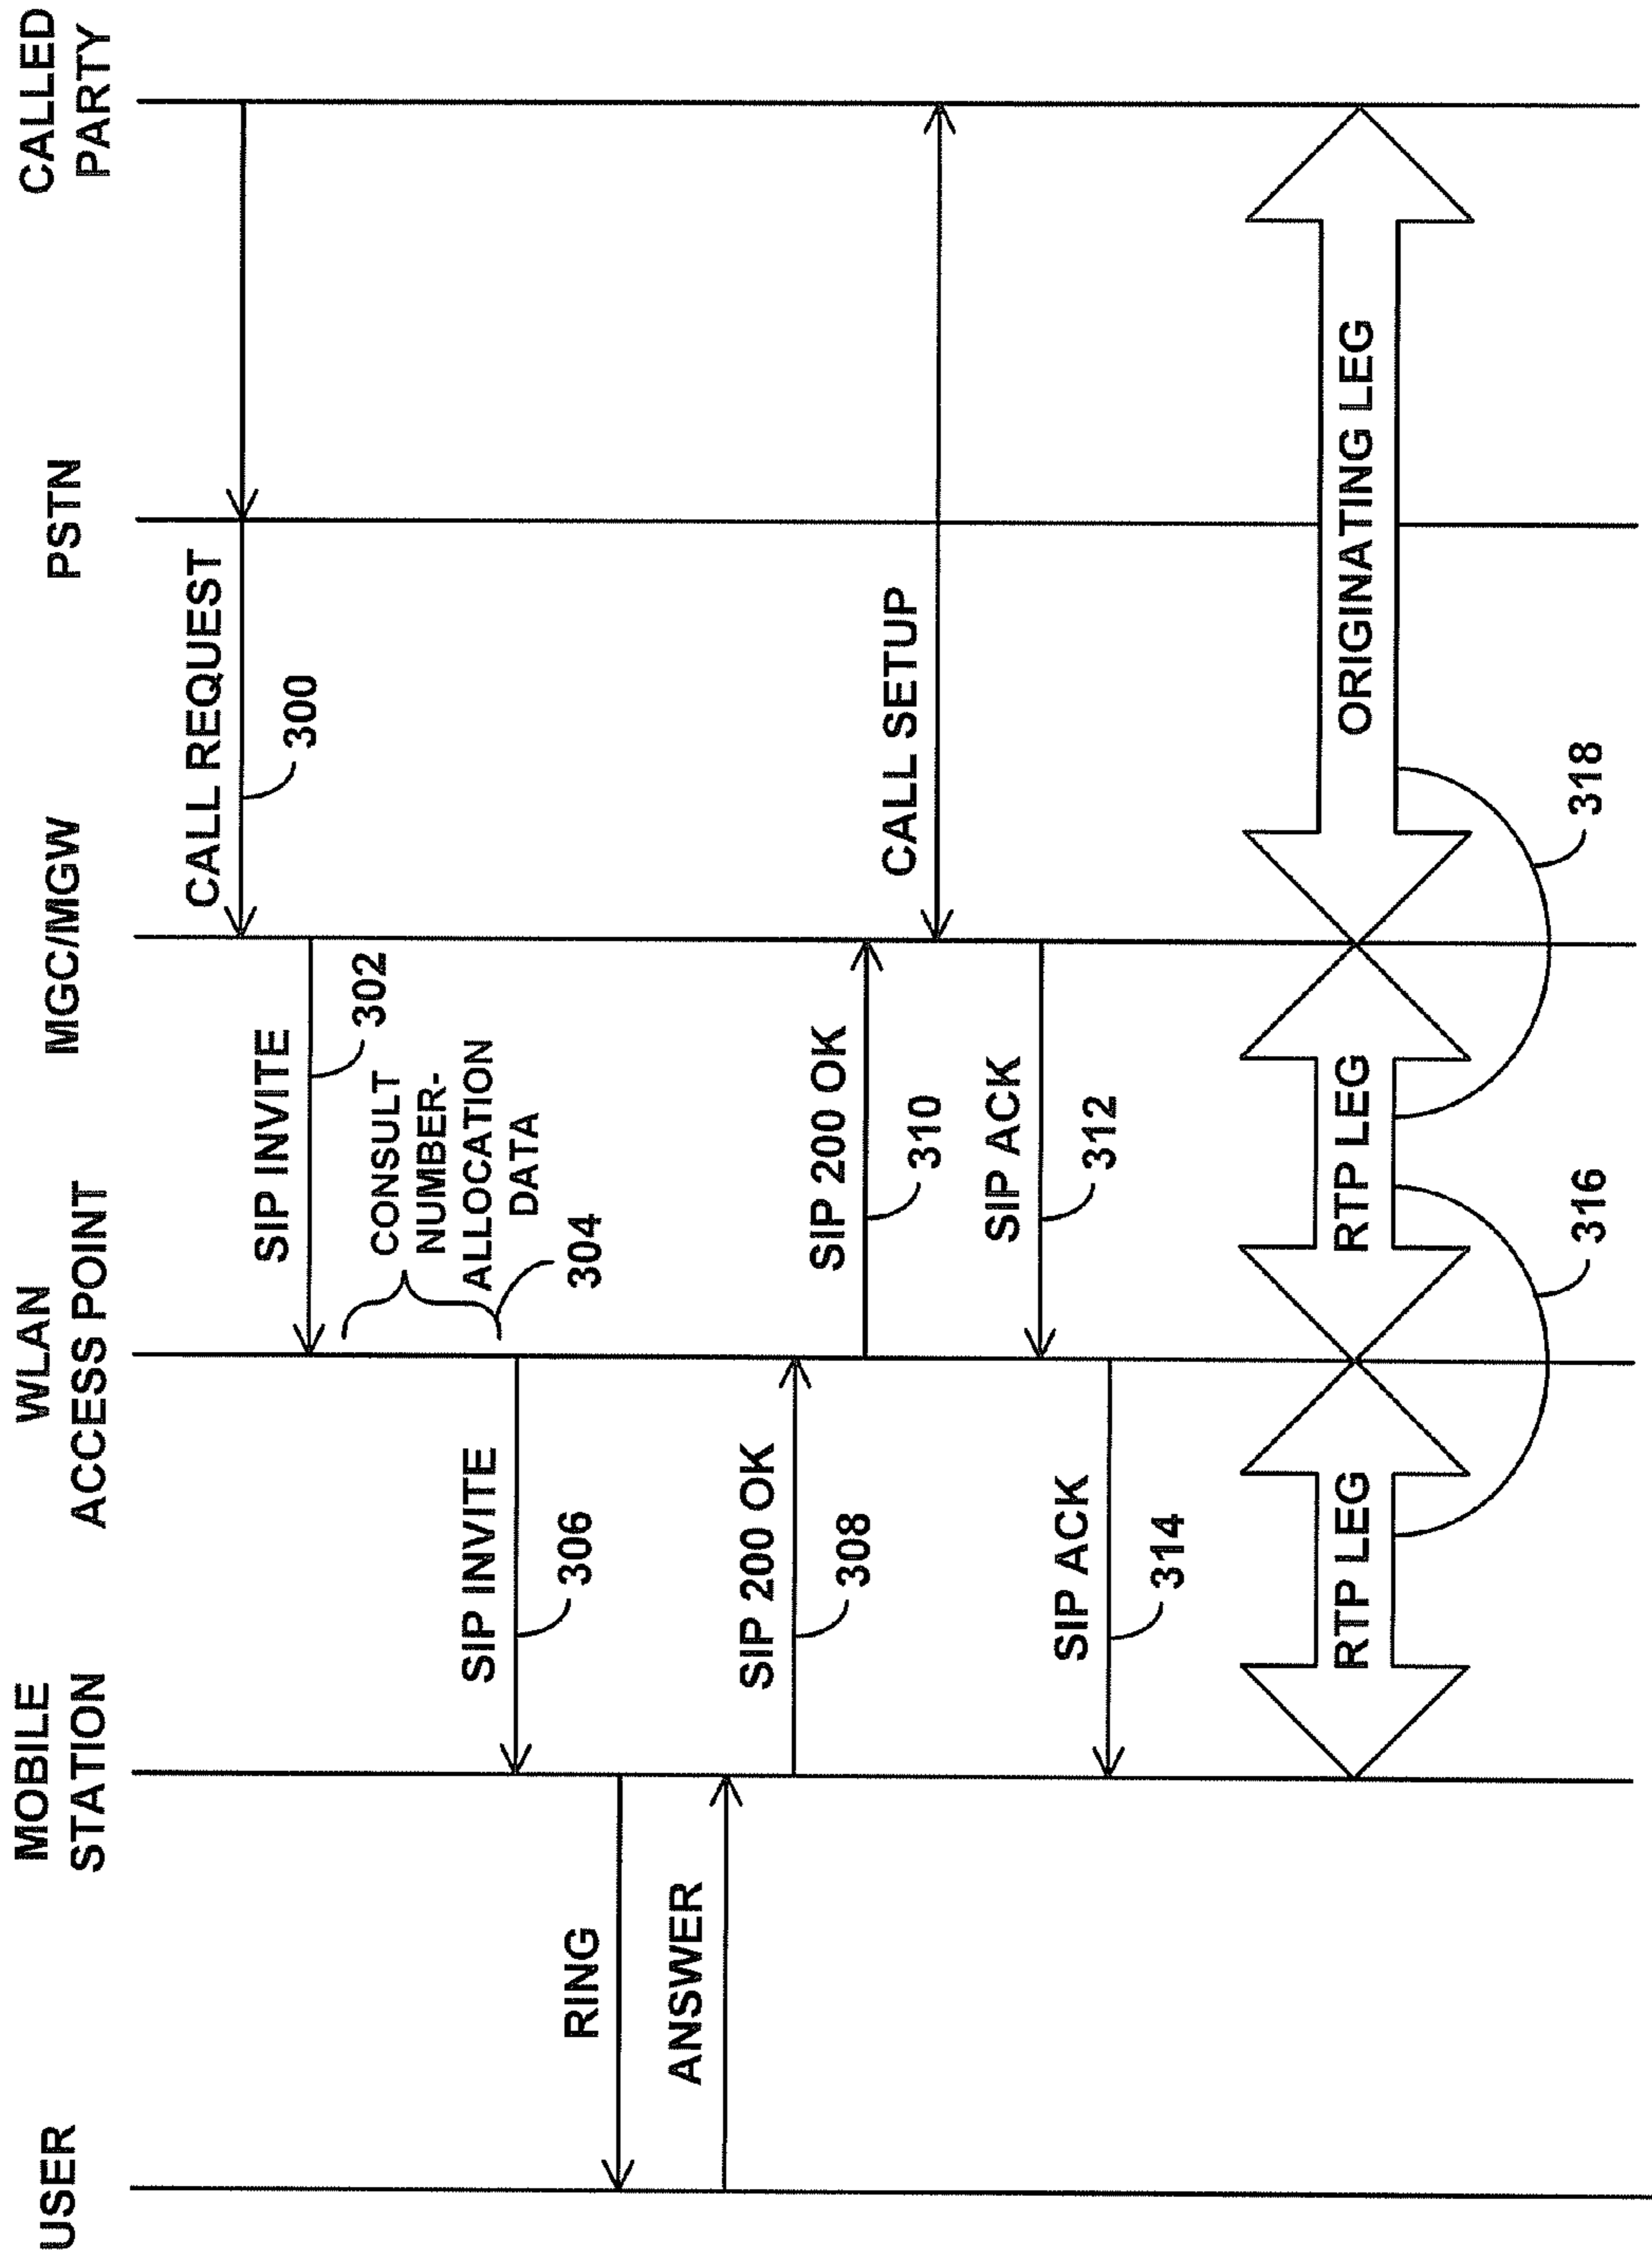 USER
MOBILE
STATION
WLAN
ACCESS POINT
MGC/MGW
PSTN
CALLED
PARTY
CALL REQUEST
300
SIP INVITE
302
CONSULT
NUMBER-
ALLOCATION
DATA
304
SIP INVITE
306
RING
ANSWER
SIP 200 OK
308
SIP 200 OK
310
CALL SETUP
SIP ACK
312
SIP ACK
314
RTP LEG
RTP LEG
ORIGINATING LEG
316
318